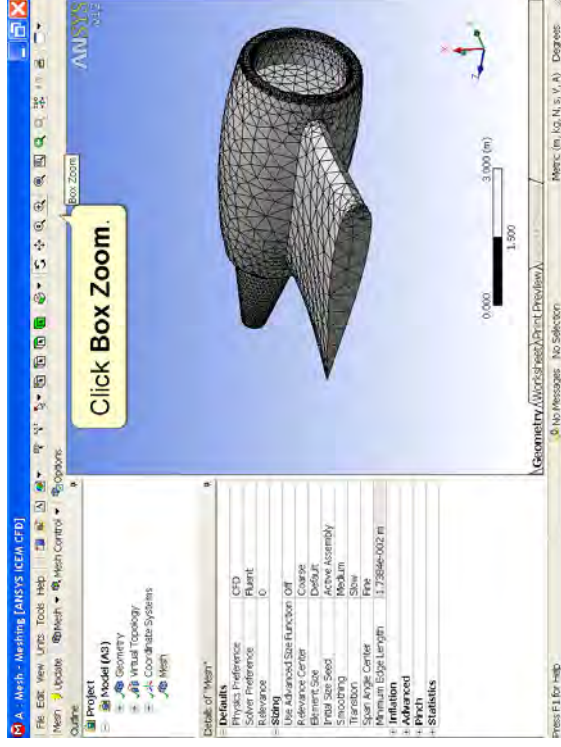 A : Mesh - Meshing [ANSYS ICEM CFD]
File Edit View Units Tools Help
Mesh Update Mesh Mesh Control Options
Outline
Project
Model (A3)
Geometry
Virtual Topology
Coordinate Systems
Mesh
Details of "Mesh"
Defaults
Physics Preference CFD
Solver Preference Fluent
Relevance 0
Sizing
Use Advanced Size Function Off
Relevance Center Coarse
Element Size Default
Initial Size Seed Active Assembly
Smoothing Medium
Transition Slow
Span Angle Center Fine
Minimum Edge Length 1.7384e-002 m
Inflation
Advanced
Pinch
Statistics
Box Zoom
Click Box Zoom.
ANSYS
v12
0.000
1.500
3.000 (m)
X
Y
Z
Geometry Worksheet Print Preview
Press F1 for Help
No Messages
No Selection
Metric (m, kg, N, s, V, A) Degrees